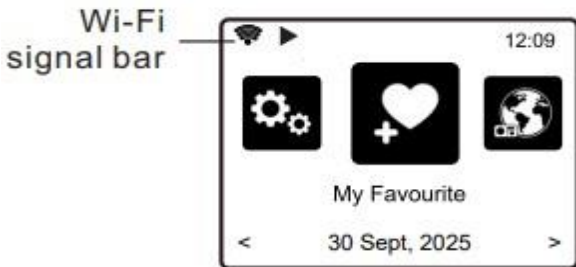 Wi-Fi
signal bar
12:09
My Favourite
< 30 Sept, 2025 >